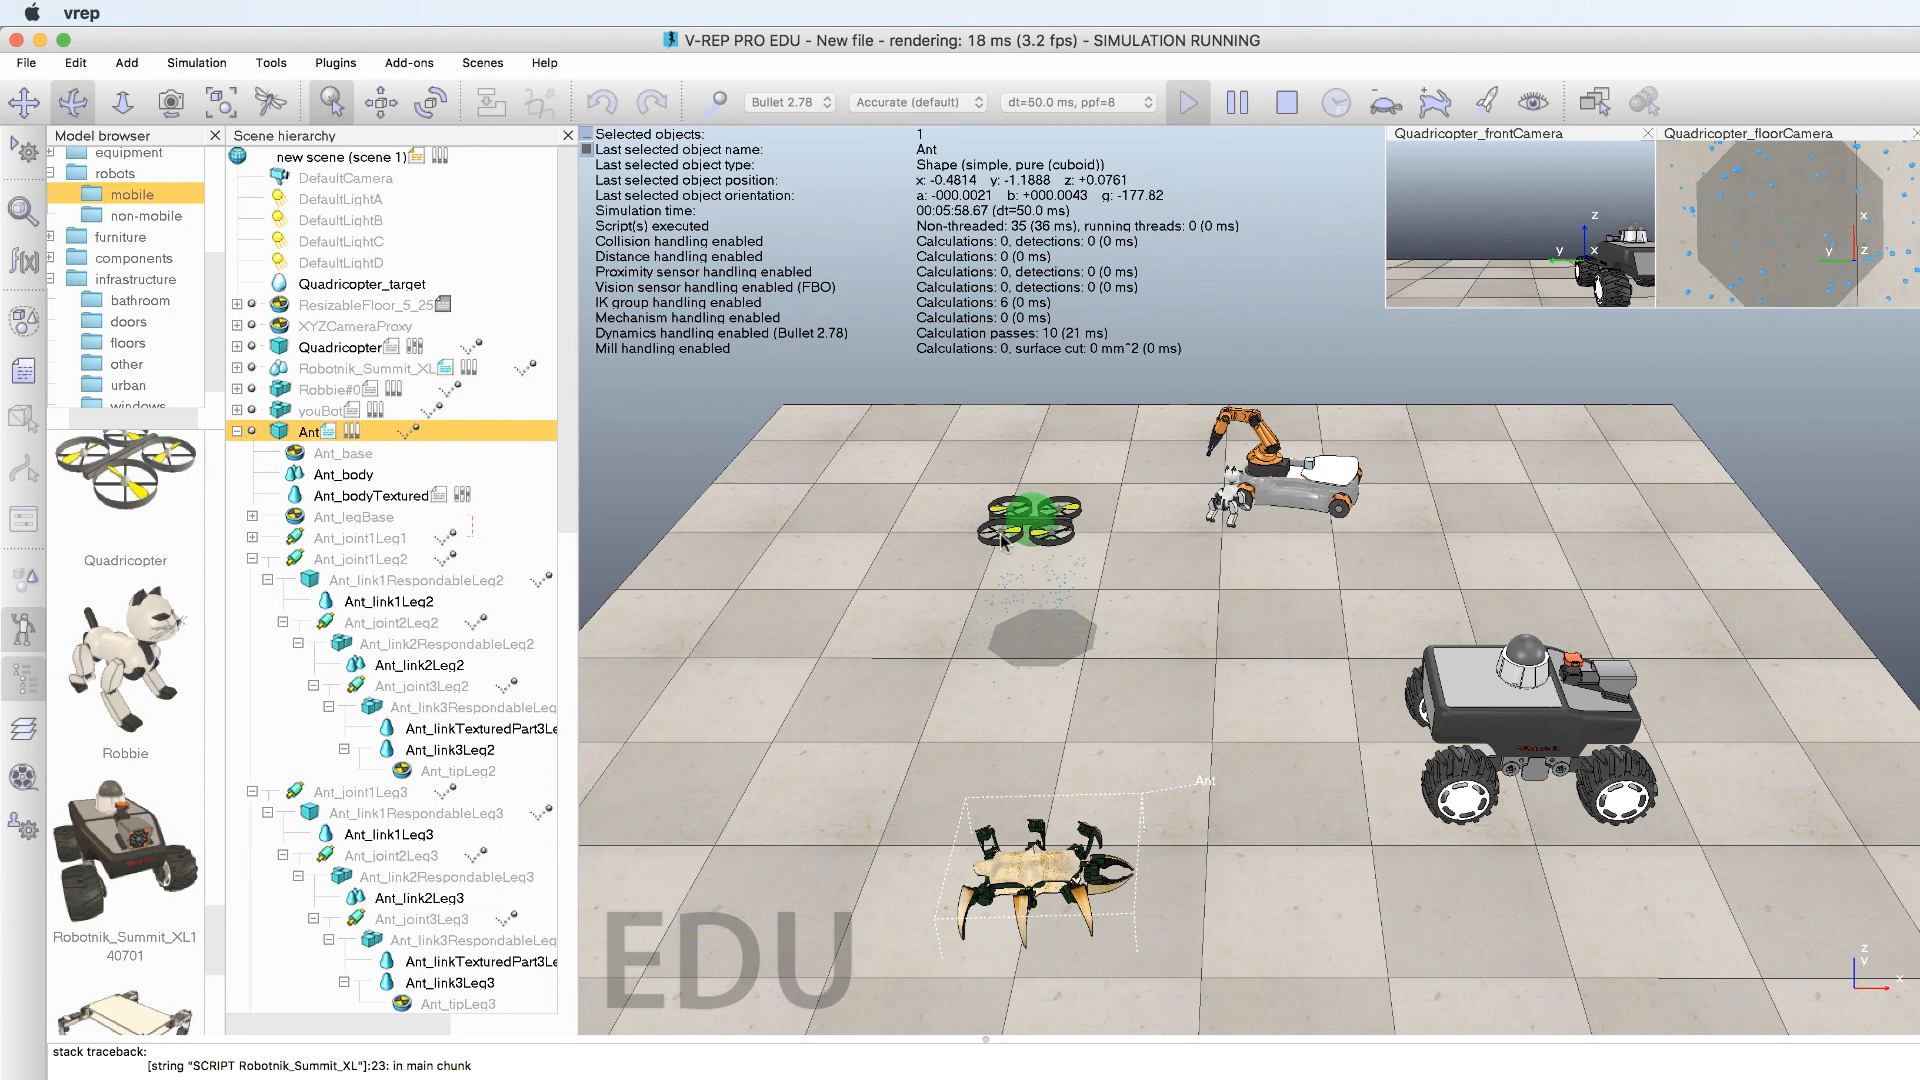 vrep
V-REP PRO EDU - New file - rendering: 18 ms (3.2 fps) - SIMULATION RUNNING
File Edit Add Simulation Tools Plugins Add-ons Scenes Help
Bullet 2.78 Accurate (default) dt=50.0 ms, ppf=8
Model browser
equipment
robots
mobile
non-mobile
furniture
components
infrastructure
bathroom
doors
floors
other
urban
windows
Quadricopter
Robbie
Robotnik_Summit_XL1
40701
Scene hierarchy
new scene (scene 1)
DefaultCamera
DefaultLightA
DefaultLightB
DefaultLightC
DefaultLightD
Quadricopter_target
ResizableFloor_5_25
XYZCameraProxy
Quadricopter
Robotnik_Summit_XL
Robbie#0
youBot
Ant
Ant_base
Ant_body
Ant_bodyTextured
Ant_legBase
Ant_joint1Leg1
Ant_joint1Leg2
Ant_link1RespondableLeg2
Ant_link1Leg2
Ant_joint2Leg2
Ant_link2RespondableLeg2
Ant_link2Leg2
Ant_joint3Leg2
Ant_link3RespondableLeg
Ant_linkTexturedPart3Le
Ant_link3Leg2
Ant_tipLeg2
Ant_joint1Leg3
Ant_link1RespondableLeg3
Ant_link1Leg3
Ant_joint2Leg3
Ant_link2RespondableLeg3
Ant_link2Leg3
Ant_joint3Leg3
Ant_link3RespondableLeg
Ant_linkTexturedPart3Le
Ant_link3Leg3
Ant_tipLeg3
Selected objects: 1
Last selected object name: Ant
Last selected object type: Shape (simple, pure (cuboid))
Last selected object position: x: -0.4814 y: -1.1888 z: +0.0761
Last selected object orientation: a: -000.0021 b: +000.0043 g: -177.82
Simulation time: 00:05:58.67 (dt=50.0 ms)
Script(s) executed Non-threaded: 35 (36 ms), running threads: 0 (0 ms)
Collision handling enabled Calculations: 0, detections: 0 (0 ms)
Distance handling enabled Calculations: 0 (0 ms)
Proximity sensor handling enabled Calculations: 0, detections: 0 (0 ms)
Vision sensor handling enabled (FBO) Calculations: 0, detections: 0 (0 ms)
IK group handling enabled Calculations: 6 (0 ms)
Mechanism handling enabled Calculations: 0 (0 ms)
Dynamics handling enabled (Bullet 2.78) Calculation passes: 10 (21 ms)
Mill handling enabled Calculations: 0, surface cut: 0 mm^2 (0 ms)
Quadricopter_frontCamera
z
y x
Quadricopter_floorCamera
x
y z
Ant
EDU
z
y
x
stack traceback:
[string "SCRIPT Robotnik_Summit_XL"]:23: in main chunk